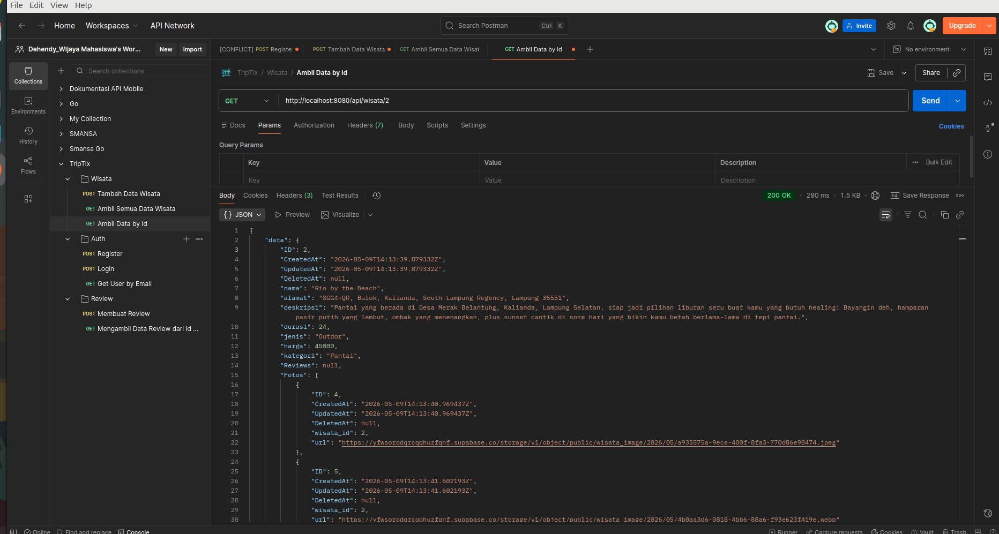 File Edit View Help
Home Workspaces API Network Search Postman Ctrl K Invite Upgrade
Dehendy_Wijaya Mahasiswa's Wor... New Import
[CONFLICT] POST Register POST Tambah Data Wisata GET Ambil Semua Data Wisat GET Ambil Data by Id No environment
Collections
Environments
History
Flows
Search collections
Dokumentasi API Mobile
Go
My Collection
SMANSA
Smansa Go
TripTix
Wisata
POST Tambah Data Wisata
GET Ambil Semua Data Wisata
GET Ambil Data by Id
Auth
POST Register
POST Login
GET Get User by Email
Review
POST Membuat Review
GET Mengambil Data Review dari id ...
HTTP TripTix / Wisata / Ambil Data by Id Save Share
GET http://localhost:8080/api/wisata/2 Send
Docs Params Authorization Headers (7) Body Scripts Settings Cookies
Query Params
Key Value Description Bulk Edit
Key Value Description
Body Cookies Headers (3) Test Results 200 OK 280 ms 1.5 KB e.g. Save Response
{} JSON Preview Visualize
1 {
2 "data": {
3 "ID": 2,
4 "CreatedAt": "2026-05-09T14:13:39.879332Z",
5 "UpdatedAt": "2026-05-09T14:13:39.879332Z",
6 "DeletedAt": null,
7 "nama": "Rio by the Beach",
8 "alamat": "8GG4+QR, Bulok, Kalianda, South Lampung Regency, Lampung 35551",
9 "deskripsi": "Pantai yang berada di Desa Merak Belantung, Kalianda, Lampung Selatan, siap jadi pilihan liburan seru buat kamu yang butuh healing! Bayangin deh, hamparan
pasir putih yang lembut, ombak yang menenangkan, plus sunset cantik di sore hari yang bikin kamu betah berlama-lama di tepi pantai.",
10 "durasi": 24,
11 "jenis": "Outdor",
12 "harga": 45000,
13 "kategori": "Pantai",
14 "Reviews": null,
15 "Fotos": [
16 {
17 "ID": 4,
18 "CreatedAt": "2026-05-09T14:13:40.969437Z",
19 "UpdatedAt": "2026-05-09T14:13:40.969437Z",
20 "DeletedAt": null,
21 "wisata_id": 2,
22 "url": "https://yfwsorqdqrcqqhuzfqnf.supabase.co/storage/v1/object/public/wisata_image/2026/05/a935575a-9ece-400f-8fa3-770d86e98474.jpeg"
23 },
24 {
25 "ID": 5,
26 "CreatedAt": "2026-05-09T14:13:41.602193Z",
27 "UpdatedAt": "2026-05-09T14:13:41.602193Z",
28 "DeletedAt": null,
29 "wisata_id": 2,
30 "url": "https://yfwsorqdqrcqqhuzfqnf.supabase.co/storage/v1/object/public/wisata_image/2026/05/4b0aa3d6-0818-4bb6-88a6-f93e623f419e.webp"
Online Find and replace Console Runner Capture requests Cookies Vault Trash